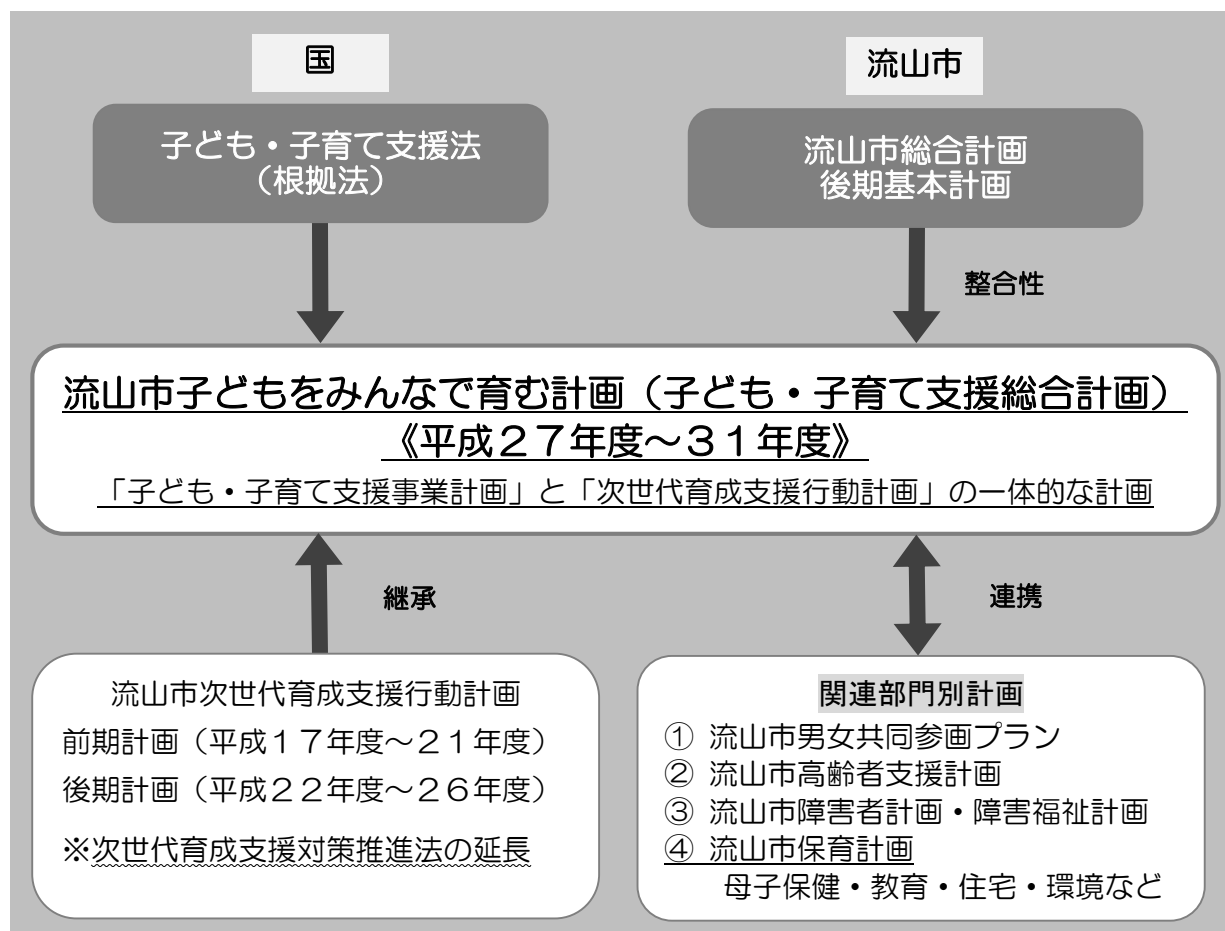 国
子ども・子育て支援法
（根拠法）
流山市
流山市総合計画
後期基本計画
整合性
流山市子どもをみんなで育む計画（子ども・子育て支援総合計画）
《平成２７年度～３１年度》
「子ども・子育て支援事業計画」と「次世代育成支援行動計画」の一体的な計画
継承
連携
流山市次世代育成支援行動計画
前期計画（平成１７年度～２１年度）
後期計画（平成２２年度～２６年度）
※次世代育成支援対策推進法の延長
関連部門別計画
① 流山市男女共同参画プラン
② 流山市高齢者支援計画
③ 流山市障害者計画・障害福祉計画
④ 流山市保育計画
母子保健・教育・住宅・環境など